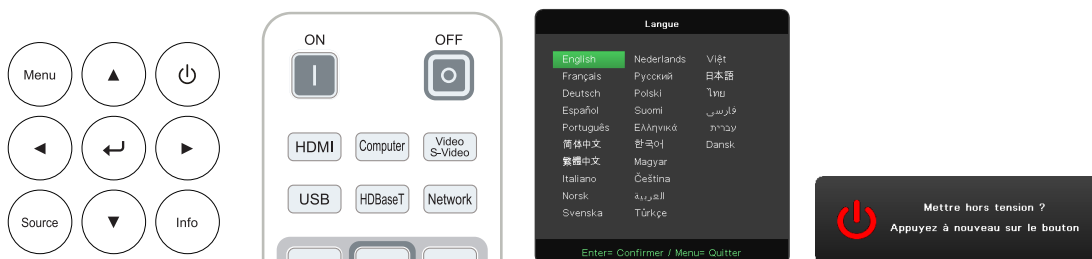 Menu
Source
Info
ON
OFF
HDMI
Computer
Video
S-Video
USB
HDBaseT
Network
Langue
English
Français
Deutsch
Español
Português
简体中文
繁體中文
Italiano
Norsk
Svenska
Nederlands
Русский
Polski
Suomi
Ελληνικά
한국어
Magyar
Čeština
العربية
Türkçe
Việt
日本語
ไทย
فارسی
עברית
Dansk
Enter= Confirmer / Menu= Quitter
Mettre hors tension ?
Appuyez à nouveau sur le bouton